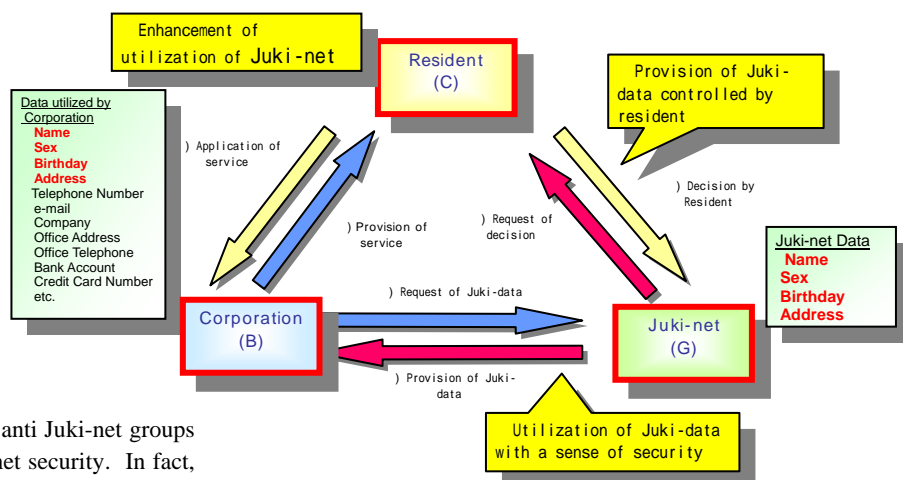 Enhancement of
utilization of Juki-net
Resident
(C)
Provision of Juki-
data controlled by
resident
Data utilized by
Corporation
Name
Sex
Birthday
Address
Telephone Number
e-mail
Company
Office Address
Office Telephone
Bank Account
Credit Card Number
etc.
) Application of
service
) Provision of
service
) Request of
decision
) Decision by
Resident
Juki-net Data
Name
Sex
Birthday
Address
Corporation
(B)
) Request of Juki-data
Juki-net
(G)
) Provision of Juki-
data
Utilization of Juki-data
with a sense of security
anti Juki-net groups
net security. In fact,